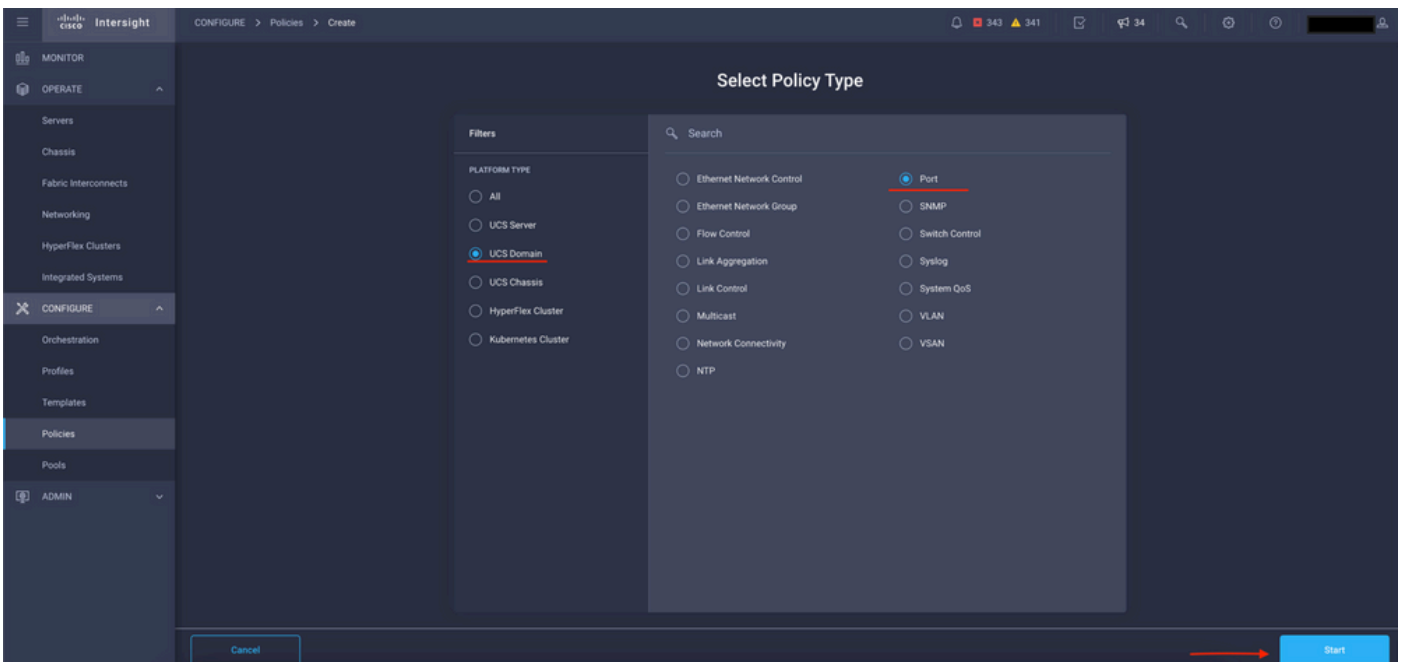 cisco Intersight
CONFIGURE > Policies > Create
343 341 34
MONITOR
OPERATE
Servers
Chassis
Fabric Interconnects
Networking
HyperFlex Clusters
Integrated Systems
CONFIGURE
Orchestration
Profiles
Templates
Policies
Pools
ADMIN
Select Policy Type
Filters
PLATFORM TYPE
All
UCS Server
UCS Domain
UCS Chassis
HyperFlex Cluster
Kubernetes Cluster
Search
Ethernet Network Control
Ethernet Network Group
Flow Control
Link Aggregation
Link Control
Multicast
Network Connectivity
NTP
Port
SNMP
Switch Control
Syslog
System QoS
VLAN
VSAN
Cancel
Start